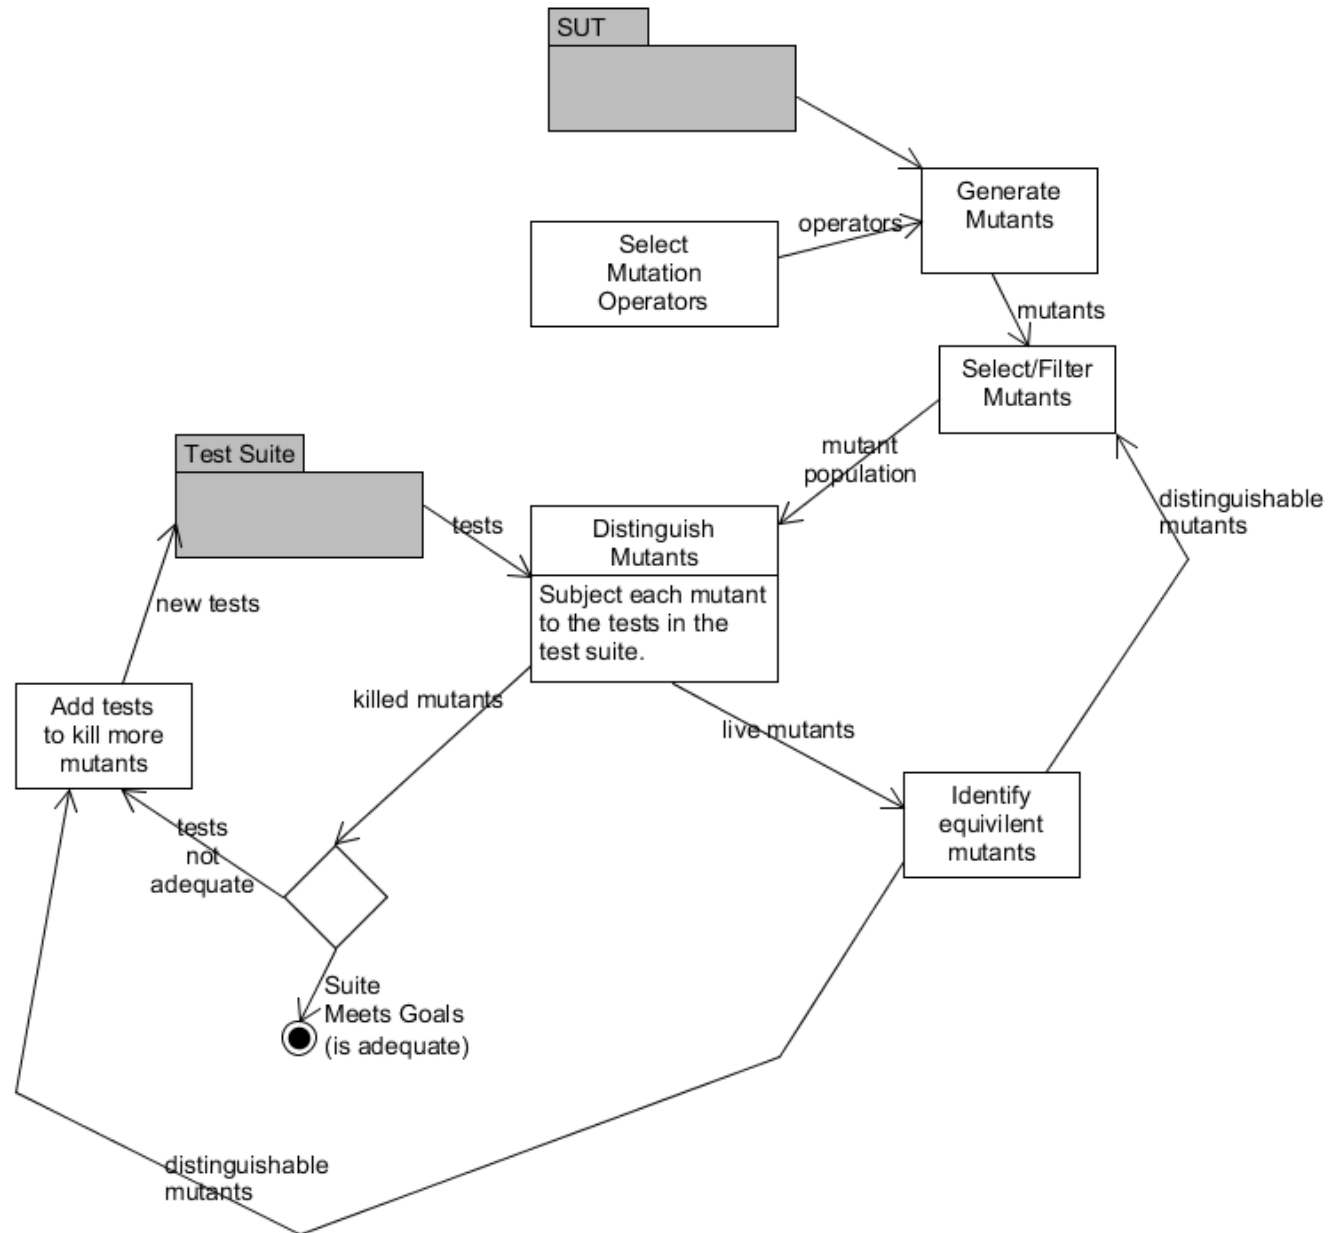 SUT
Generate
Mutants
operators
Select
Mutation
Operators
mutants
Select/Filter
Mutants
mutant
population
distinguishable
mutants
Test Suite
tests
Distinguish
Mutants
Subject each mutant
to the tests in the
test suite.
new tests
killed mutants
live mutants
Add tests
to kill more
mutants
Identify
equivilent
mutants
tests
not
adequate
Suite
Meets Goals
(is adequate)
distinguishable
mutants